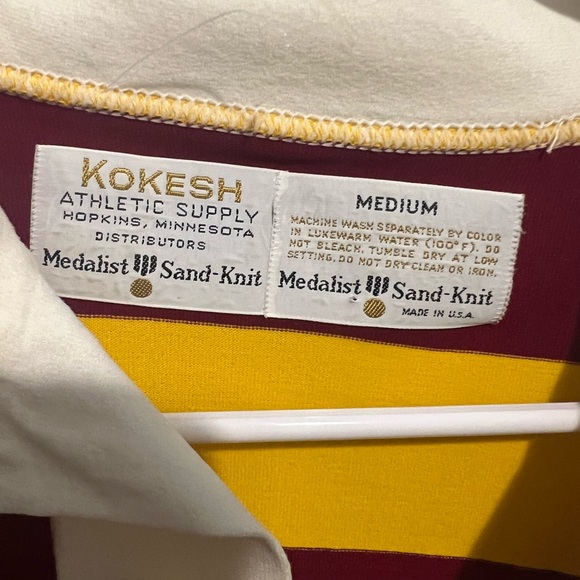 KOKESH
ATHLETIC SUPPLY
HOPKINS, MINNESOTA
DISTRIBUTORS
Medalist Sand-Knit
MEDIUM
MACHINE WASH SEPARATELY BY COLOR
IN LUKEWARM WATER (100°F). DO
NOT BLEACH. TUMBLE DRY AT LOW
SETTING. DO NOT DRY CLEAN OR IRON.
Medalist Sand-Knit
MADE IN U.S.A.